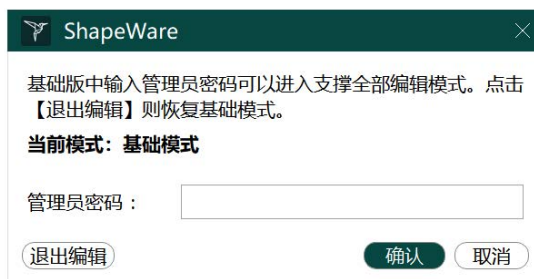 ShapeWare
基础版中输入管理员密码可以进入支撑全部编辑模式。点击
【退出编辑】则恢复基础模式。
当前模式：基础模式
管理员密码：
退出编辑
确认
取消